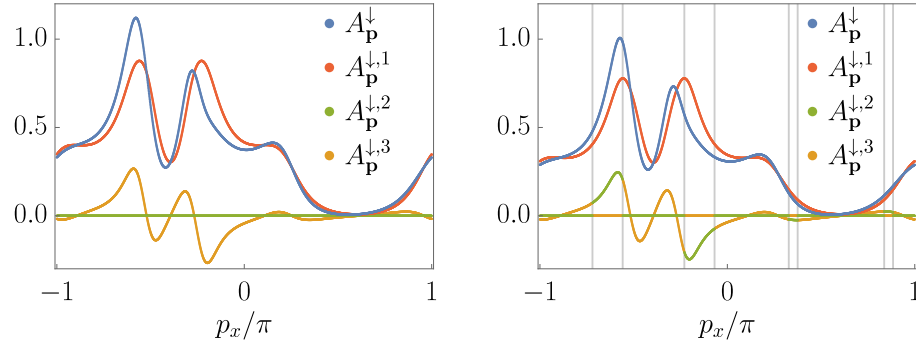 1.0
0.5
0.0
−1
0
1
p_x/π
A_𝐩^↓
A_𝐩^{↓,1}
A_𝐩^{↓,2}
A_𝐩^{↓,3}
1.0
0.5
0.0
−1
0
1
p_x/π
A_𝐩^↓
A_𝐩^{↓,1}
A_𝐩^{↓,2}
A_𝐩^{↓,3}